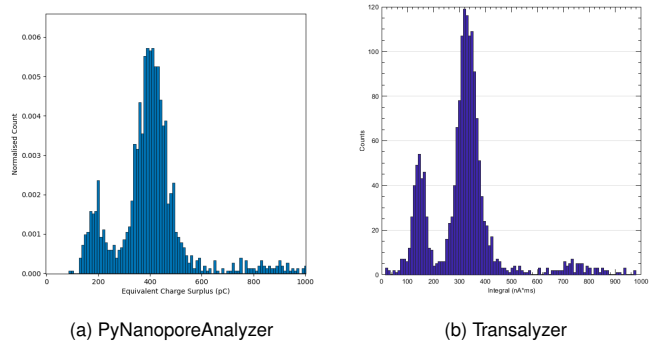 0.006
0.005
0.004
0.003
0.002
0.001
0.000
0 200 400 600 800 1000
Normalised Count
Equivalent Charge Surplus (pC)
(a) PyNanoporeAnalyzer
120
100
80
60
40
20
0
0 100 200 300 400 500 600 700 800 900 1000
Counts
Integral (nA*ms)
(b) Transalyzer